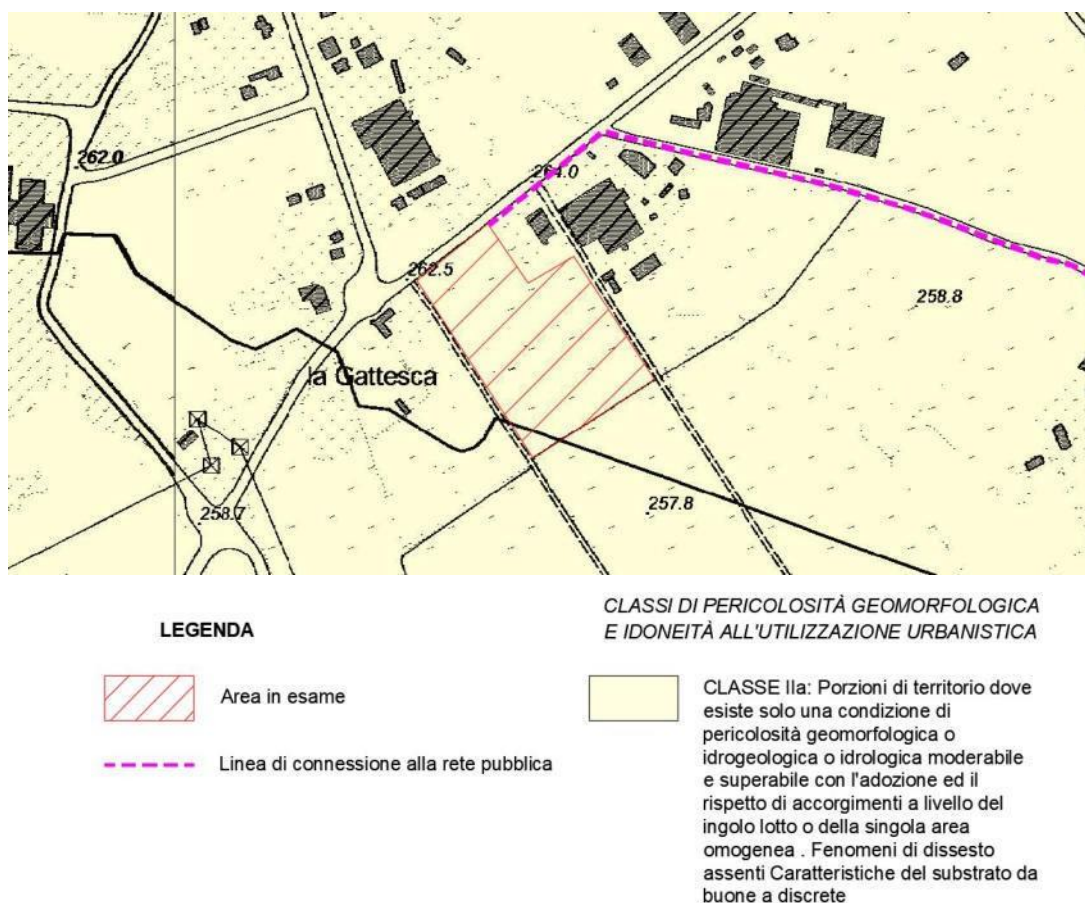 262.0
264.0
262.5
258.8
la Gattesca
257.8
258.7
LEGENDA
Area in esame
Linea di connessione alla rete pubblica
CLASSI DI PERICOLOSITÀ GEOMORFOLOGICA
E IDONEITÀ ALL'UTILIZZAZIONE URBANISTICA
CLASSE IIa: Porzioni di territorio dove
esiste solo una condizione di
pericolosità geomorfologica o
idrogeologica o idrologica moderabile
e superabile con l'adozione ed il
rispetto di accorgimenti a livello del
ingolo lotto o della singola area
omogenea . Fenomeni di dissesto
assenti Caratteristiche del substrato da
buone a discrete